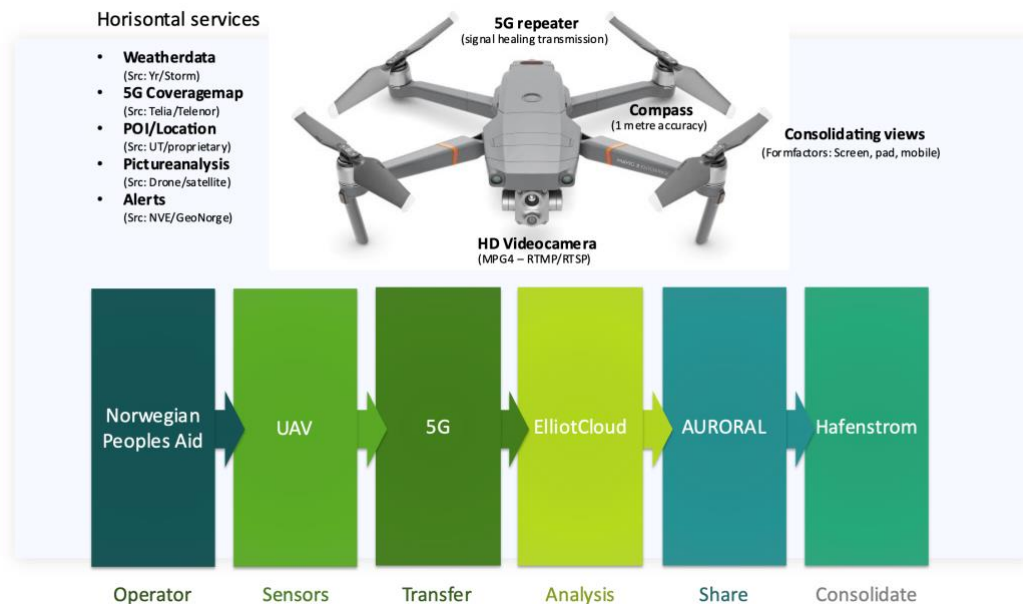 Horisontal services
• Weatherdata
(Src: Yr/Storm)
• 5G Coveragemap
(Src: Telia/Telenor)
• POI/Location
(Src: UT/proprietary)
• Pictureanalysis
(Src: Drone/satellite)
• Alerts
(Src: NVE/GeoNorge)
5G repeater
(signal healing transmission)
Compass
(1 metre accuracy)
Consolidating views
(Formfactors: Screen, pad, mobile)
HD Videocamera
(MPG4 – RTMP/RTSP)
Norwegian
Peoples Aid
UAV
5G
ElliotCloud
AURORAL
Hafenstrom
Operator
Sensors
Transfer
Analysis
Share
Consolidate